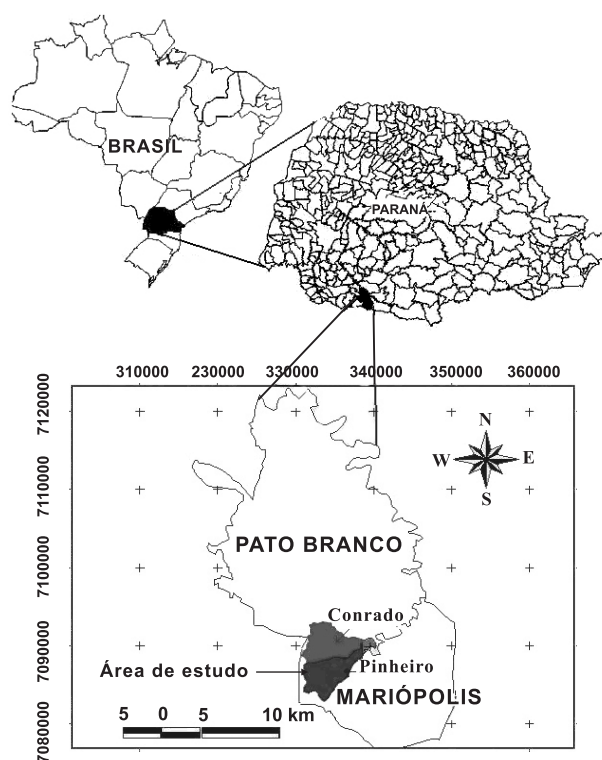 BRASIL
PARANÁ
310000 230000 330000 340000 350000 360000
7120000
7110000
7100000
7090000
7080000
N
W E
S
PATO BRANCO
Conrado
Área de estudo
Pinheiro
MARIÓPOLIS
5 0 5 10 km